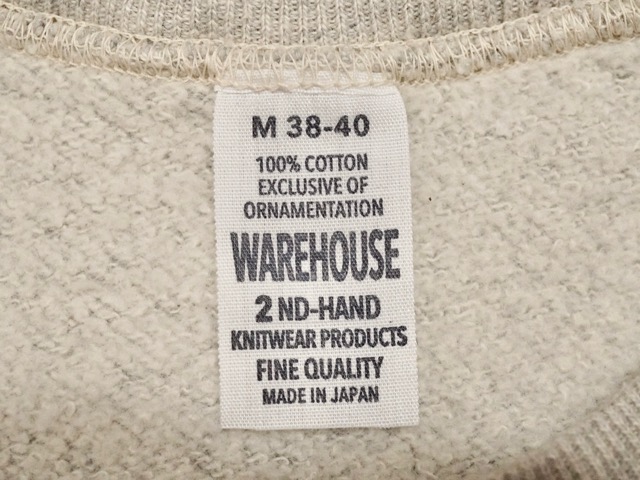 M 38-40
100% COTTON
EXCLUSIVE OF
ORNAMENTATION
WAREHOUSE
2 ND-HAND
KNITWEAR PRODUCTS
FINE QUALITY
MADE IN JAPAN